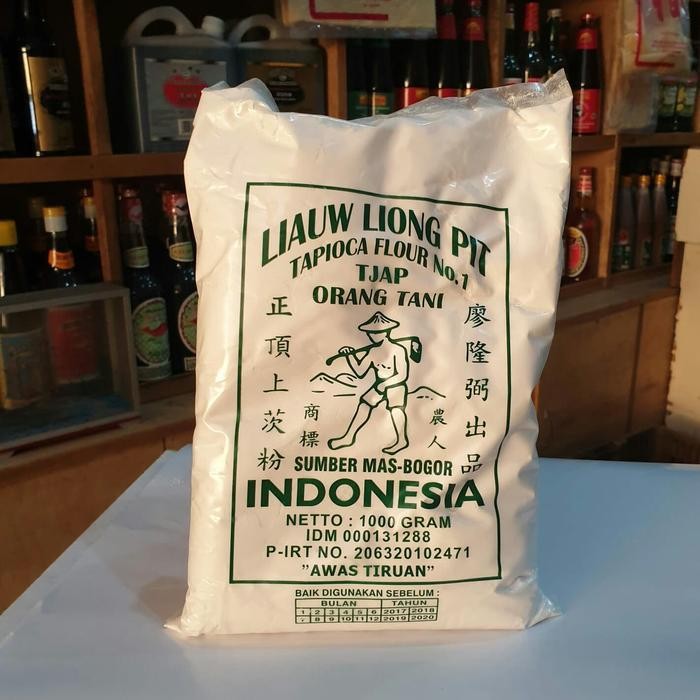 LIAUW LIONG PIT
TAPIOCA FLOUR No.1
TJAP
ORANG TANI
正頂上茨粉
商標
農人
廖隆弼出品
SUMBER MAS-BOGOR
INDONESIA
NETTO : 1000 GRAM
IDM 000131288
P-IRT NO. 206320102471
"AWAS TIRUAN"
BAIK DIGUNAKAN SEBELUM :
BULAN TAHUN
1 2 3 4 5 6 2017 2018
7 8 9 10 11 12 2019 2020